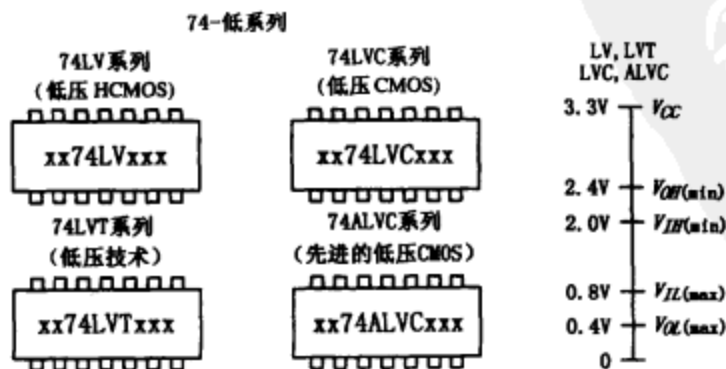 74-低系列
74LV系列
(低压 HCMOS)
xx74LVxxx
74LVC系列
(低压 CMOS)
xx74LVCxxx
74LVT系列
(低压技术)
xx74LVTxxx
74ALVC系列
(先进的低压CMOS)
xx74ALVCxxx
LV, LVT
LVC, ALVC
3.3V VCC
2.4V VOH(min)
2.0V VIH(min)
0.8V VIL(max)
0.4V VOL(max)
0